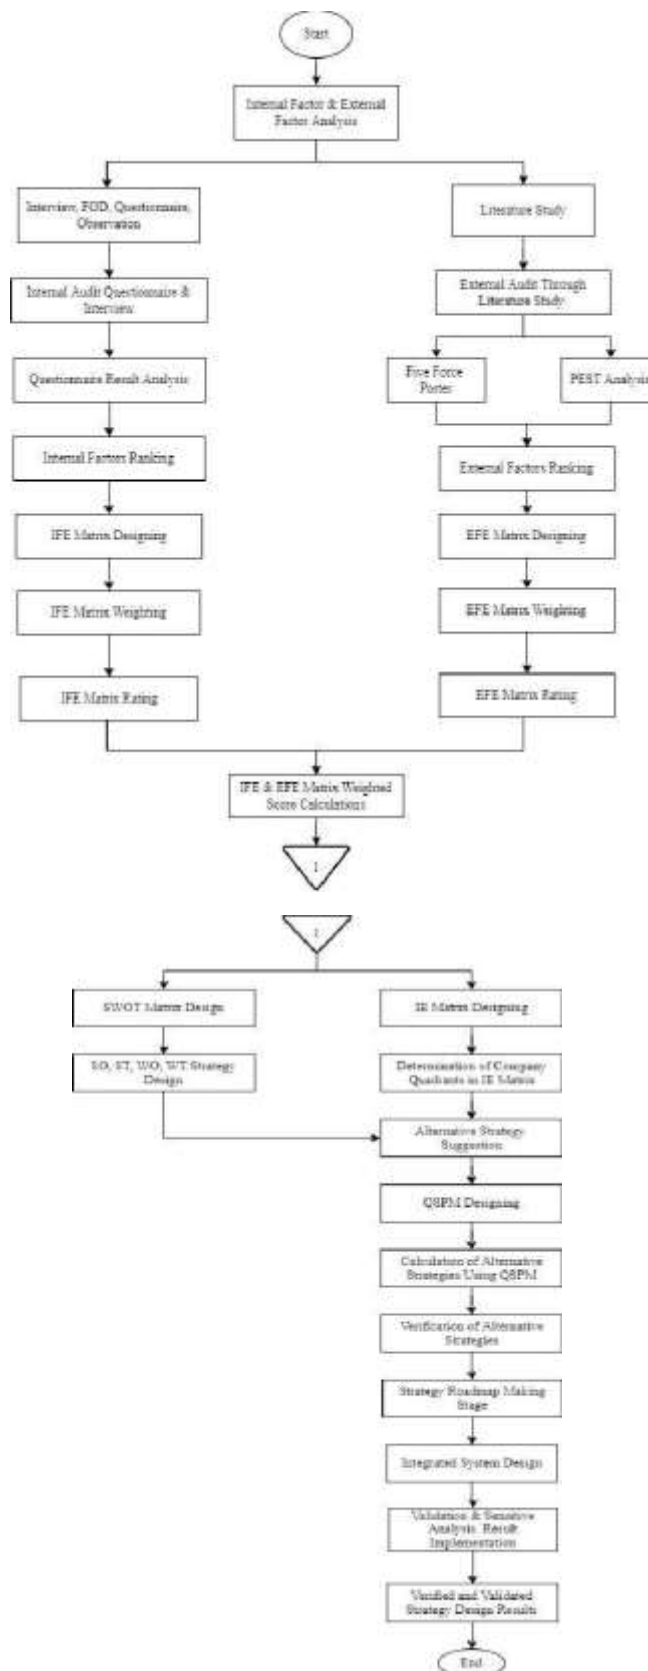 Start
Internal Factor & External
Factor Analysis
Interview, FGD, Questionnaire,
Observation
Literature Study
Internal Audit Questionnaire &
Interview
External Audit Through
Literature Study
Questionnaire Result Analysis
Five Force
Porter
PEST Analysis
Internal Factors Ranking
External Factors Ranking
IFE Matrix Designing
EFE Matrix Designing
IFE Matrix Weighting
EFE Matrix Weighting
IFE Matrix Rating
EFE Matrix Rating
IFE & EFE Matrix Weighted
Score Calculations
1
1
SWOT Matrix Design
IE Matrix Designing
SO, ST, WO, WT Strategy
Design
Determination of Company
Quadrants in IE Matrix
Alternative Strategy
Suggestion
QSPM Designing
Calculation of Alternative
Strategies Using QSPM
Verification of Alternative
Strategies
Strategy Roadmap Making
Stage
Integrated System Design
Validation & Sensitive
Analysis Result
Implementation
Verified and Validated
Strategy Design Results
End